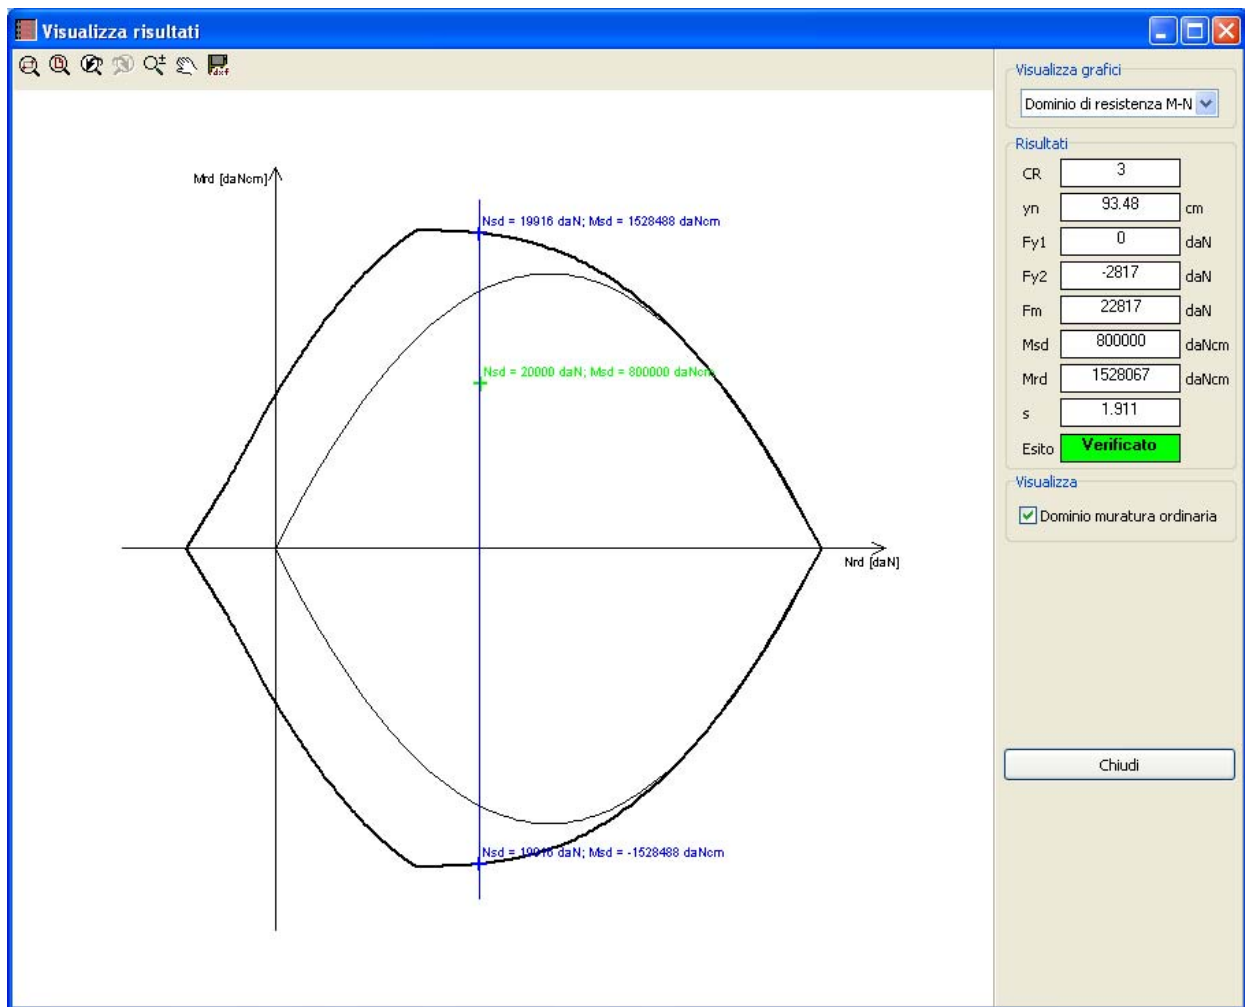 Visualizza risultati
dxf
Visualizza grafici
Dominio di resistenza M-N
Risultati
CR 3
yn 93.48 cm
Fy1 0 daN
Fy2 -2817 daN
Fm 22817 daN
Msd 800000 daNcm
Mrd 1528067 daNcm
s 1.911
Esito Verificato
Visualizza
Dominio muratura ordinaria
Chiudi
Mrd [daNcm]
Nsd = 19916 daN; Msd = 1528488 daNcm
Nsd = 20000 daN; Msd = 800000 daNcm
Nrd [daN]
Nsd = 19916 daN; Msd = -1528488 daNcm